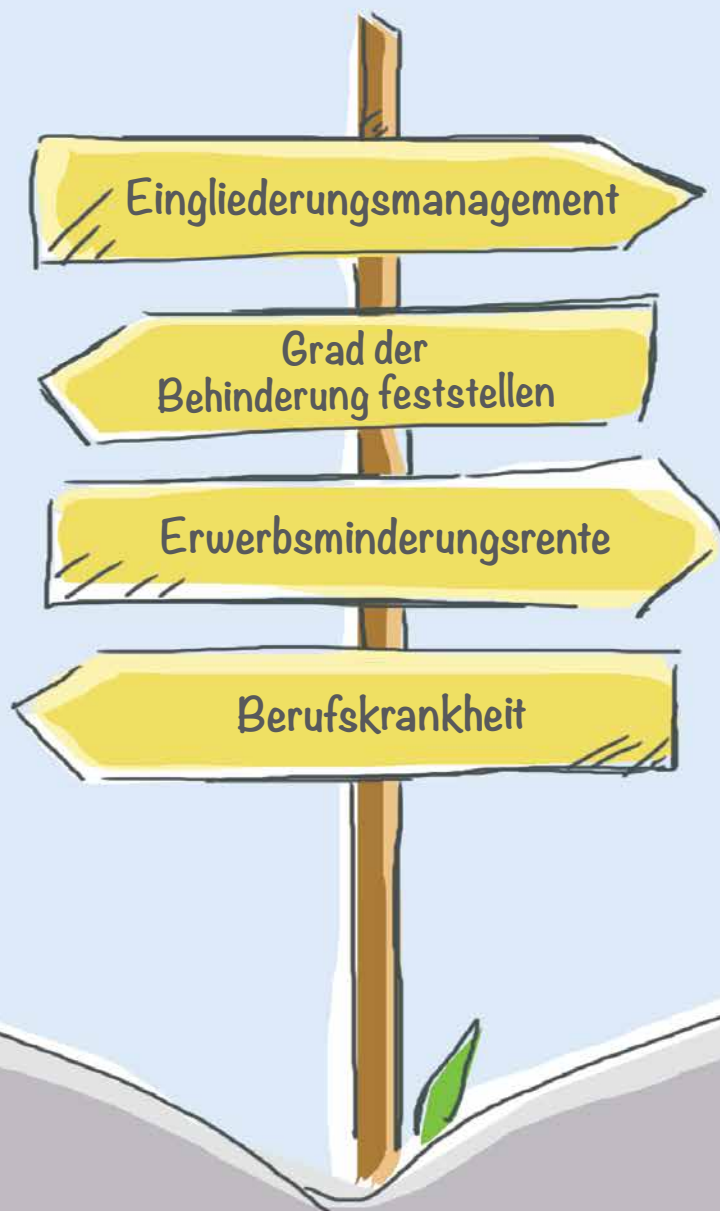 Eingliederungsmanagement
Grad der
Behinderung feststellen
Erwerbsminderungsrente
Berufskrankheit